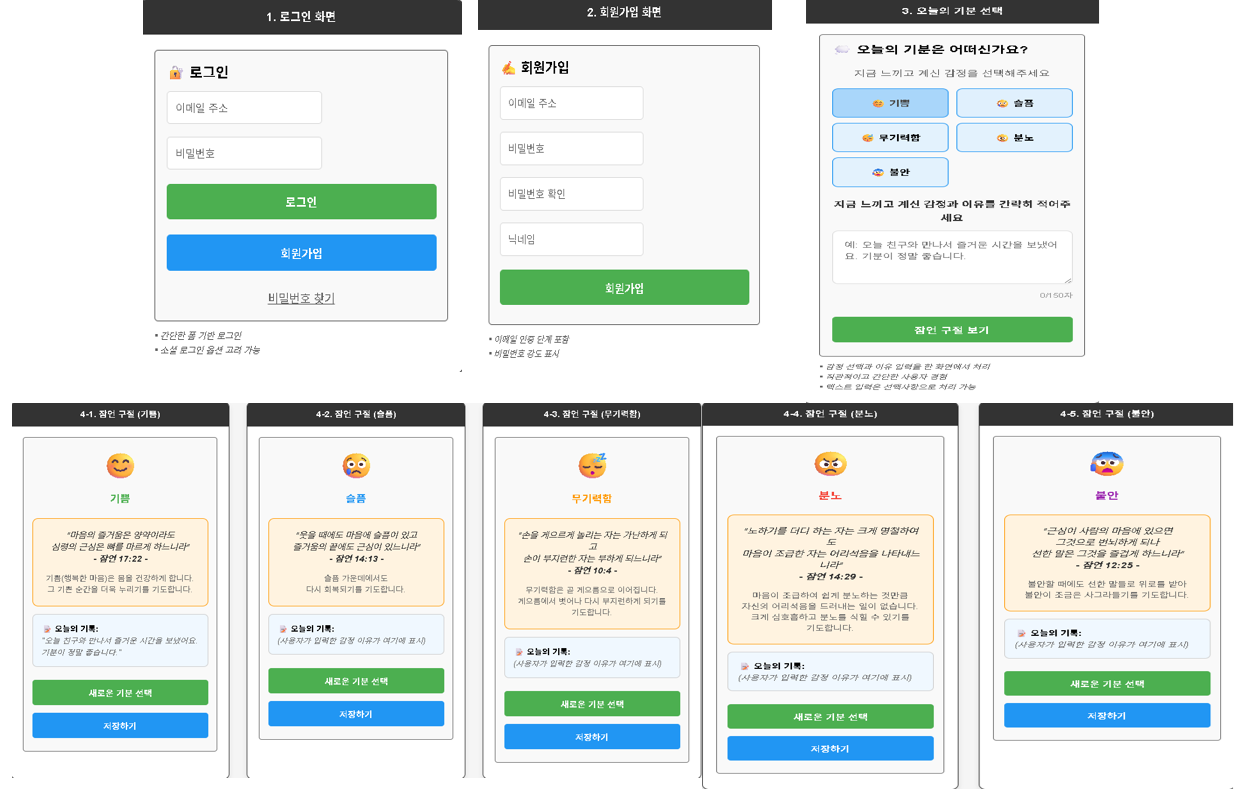 1. 로그인 화면
로그인
이메일 주소
비밀번호
로그인
회원가입
비밀번호 찾기
• 간단한 폼 기반 로그인
• 소셜 로그인 옵션 고려 가능
2. 회원가입 화면
회원가입
이메일 주소
비밀번호
비밀번호 확인
닉네임
회원가입
• 이메일 인증 단계 포함
• 비밀번호 강도 표시
3. 오늘의 기분 선택
오늘의 기분은 어떠신가요?
지금 느끼고 계신 감정을 선택해주세요
기쁨
슬픔
무기력함
분노
불안
지금 느끼고 계신 감정과 이유를 간략히 적어주
세요
예: 오늘 친구와 만나서 즐거운 시간을 보냈어
요. 기분이 정말 좋습니다.
0/150자
잠언 구절 보기
• 감정 선택과 이유 입력을 한 화면에서 처리
• 직관적이고 간단한 사용자 경험
• 텍스트 입력은 선택사항으로 처리 가능
4-1. 잠언 구절 (기쁨)
기쁨
"마음의 즐거움은 양약이라도
심령의 근심은 뼈를 마르게 하느니라"
- 잠언 17:22 -
기쁨(행복한 마음)은 몸을 건강하게 합니다.
그 기쁜 순간을 더욱 누리기를 기도합니다.
오늘의 기록:
"오늘 친구와 만나서 즐거운 시간을 보냈어요.
기분이 정말 좋습니다."
새로운 기분 선택
저장하기
4-2. 잠언 구절 (슬픔)
슬픔
"웃을 때에도 마음에 슬픔이 있고
즐거움의 끝에도 근심이 있느니라"
- 잠언 14:13 -
슬픔 가운데에서도
다시 회복되기를 기도합니다.
오늘의 기록:
(사용자가 입력한 감정 이유가 여기에 표시)
새로운 기분 선택
저장하기
4-3. 잠언 구절 (무기력함)
무기력함
"손을 게으르게 놀리는 자는 가난하게 되
고
손이 부지런한 자는 부하게 되느니라"
- 잠언 10:4 -
무기력함은 곧 게으름으로 이어집니다.
게으름에서 벗어나 다시 부지런하게 되기를
기도합니다.
오늘의 기록:
(사용자가 입력한 감정 이유가 여기에 표시)
새로운 기분 선택
저장하기
4-4. 잠언 구절 (분노)
분노
"노하기를 더디 하는 자는 크게 명철하여
도
마음이 조급한 자는 어리석음을 나타내느
니라"
- 잠언 14:29 -
마음이 조급하여 쉽게 분노하는 것만큼
자신의 어리석음을 드러내는 일이 없습니다.
크게 심호흡하고 분노를 식힐 수 있기를
기도합니다.
오늘의 기록:
(사용자가 입력한 감정 이유가 여기에 표시)
새로운 기분 선택
저장하기
4-5. 잠언 구절 (불안)
불안
"근심이 사람의 마음에 있으면
그것으로 번뇌하게 되나
선한 말은 그것을 즐겁게 하느니라"
- 잠언 12:25 -
불안할 때에도 선한 말들로 위로를 받아
불안이 조금은 사그라들기를 기도합니다.
오늘의 기록:
(사용자가 입력한 감정 이유가 여기에 표시)
새로운 기분 선택
저장하기